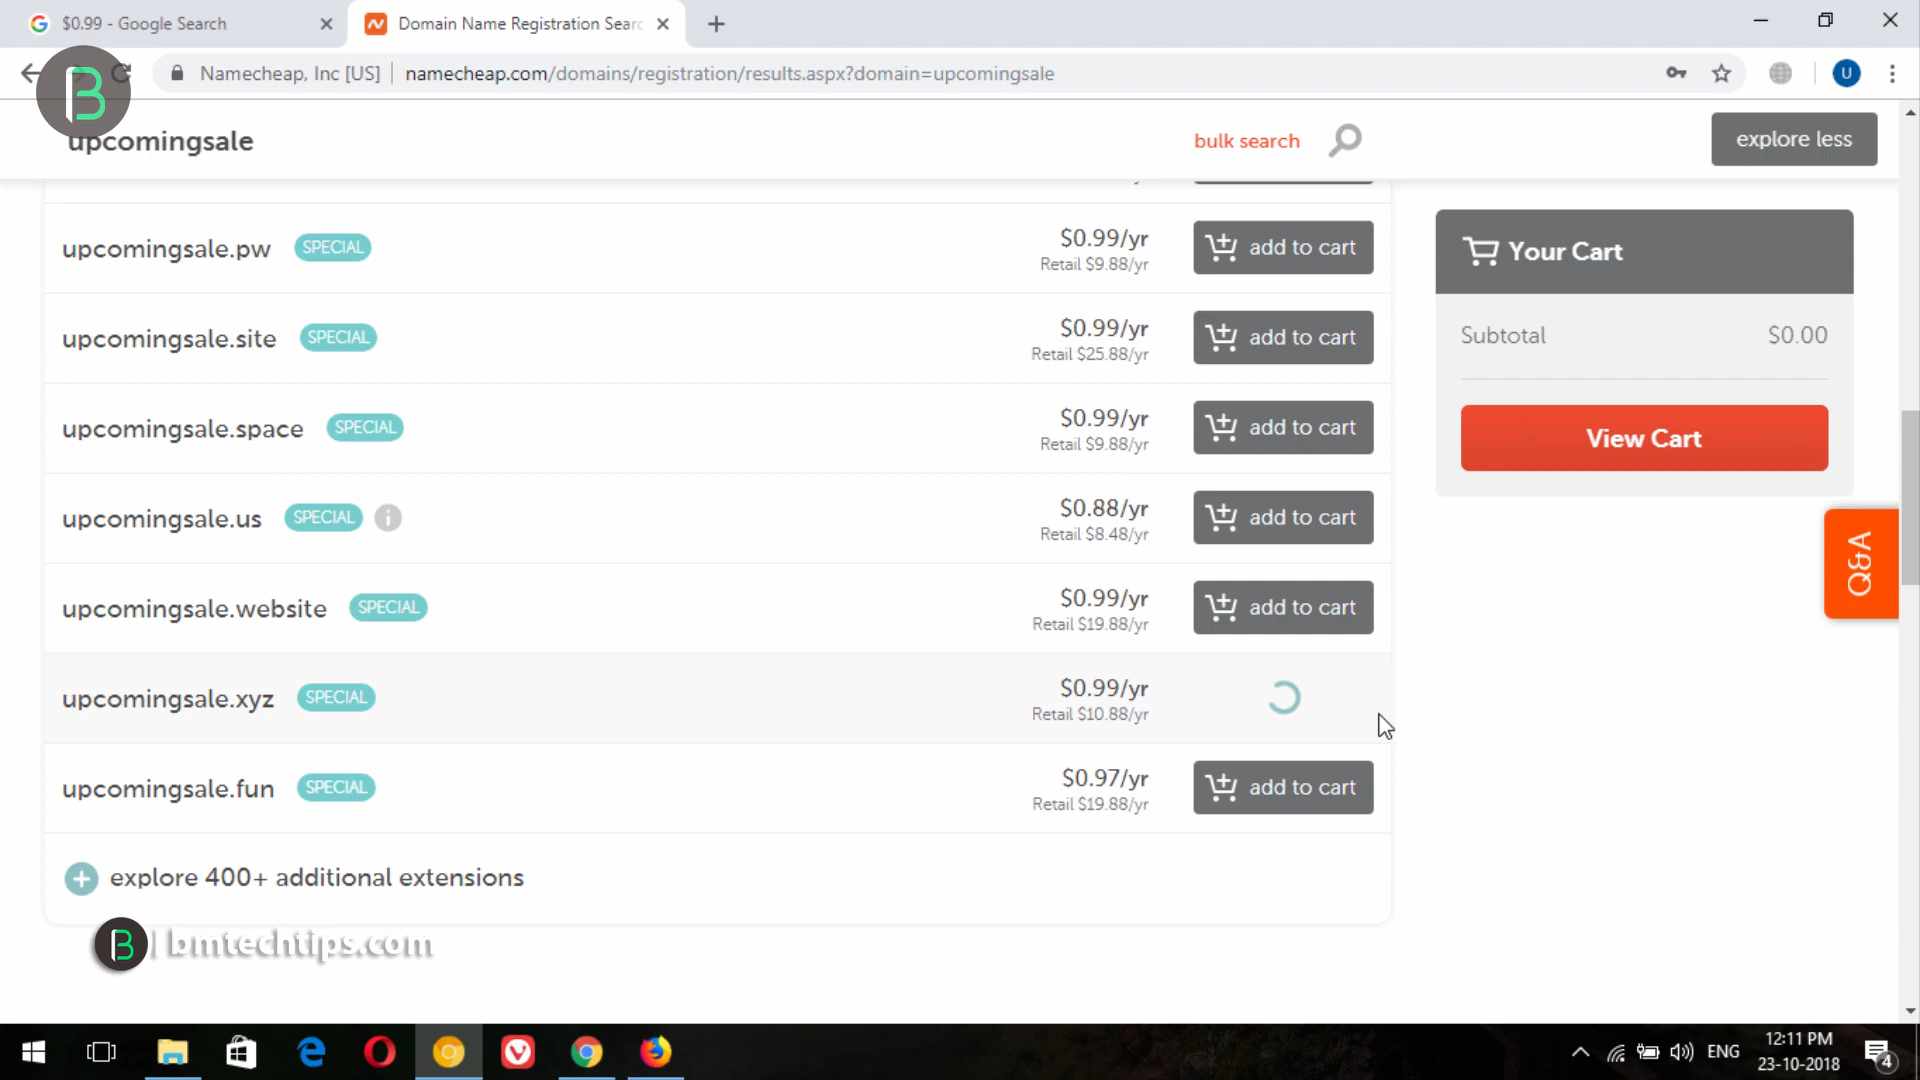 $0.99 - Google Search
Domain Name Registration Searc
Namecheap, Inc [US]
namecheap.com/domains/registration/results.aspx?domain=upcomingsale
U
upcomingsale
bulk search
explore less
upcomingsale.pw
SPECIAL
$0.99/yr
Retail $9.88/yr
add to cart
upcomingsale.site
SPECIAL
$0.99/yr
Retail $25.88/yr
add to cart
upcomingsale.space
SPECIAL
$0.99/yr
Retail $9.88/yr
add to cart
upcomingsale.us
SPECIAL
i
$0.88/yr
Retail $8.48/yr
add to cart
upcomingsale.website
SPECIAL
$0.99/yr
Retail $19.88/yr
add to cart
upcomingsale.xyz
SPECIAL
$0.99/yr
Retail $10.88/yr
upcomingsale.fun
SPECIAL
$0.97/yr
Retail $19.88/yr
add to cart
explore 400+ additional extensions
Your Cart
Subtotal
$0.00
View Cart
Q&A
B | bmtechtips.com
ENG
12:11 PM
23-10-2018
4